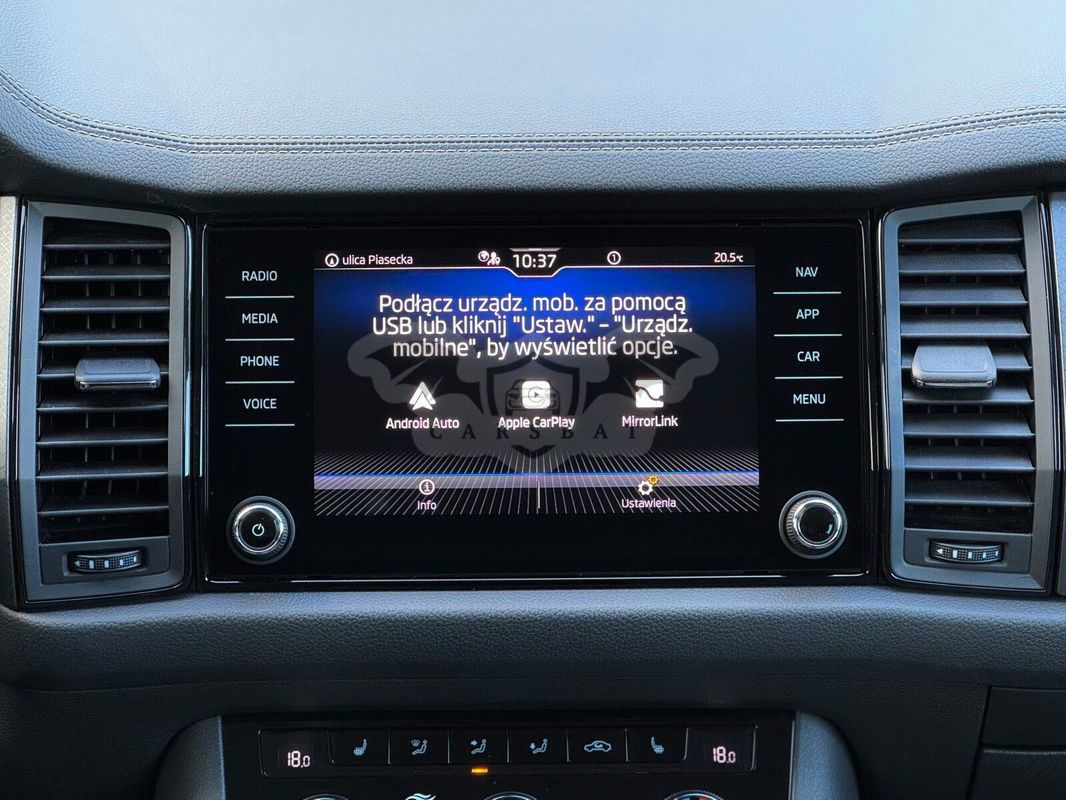 ulica Piasecka 10:37 1 20.5°C
RADIO
MEDIA
PHONE
VOICE
Podłącz urządz. mob. za pomocą
USB lub kliknij "Ustaw." - "Urządz.
mobilne", by wyświetlić opcje.
Android Auto Apple CarPlay MirrorLink
CARSBAT
Info Ustawienia
NAV
APP
CAR
MENU
18.0 18.0